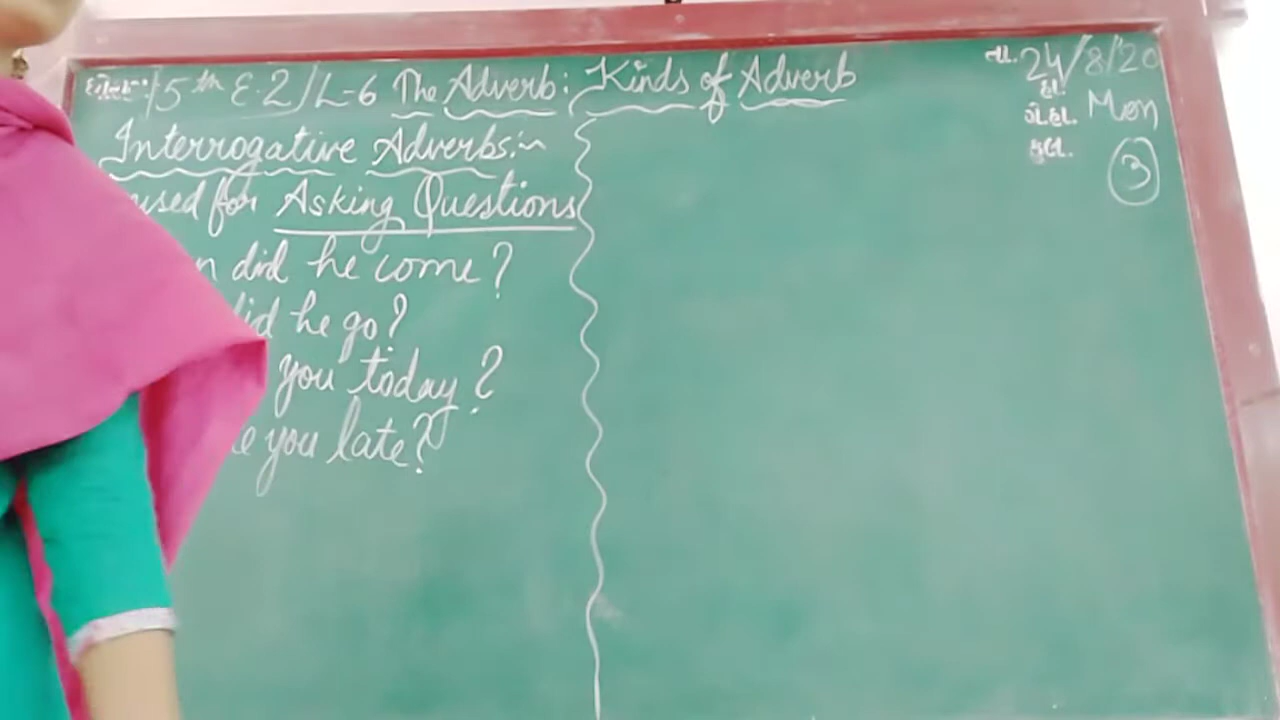 5th E.2 / L-6 The Adverb : Kinds of Adverb
Interrogative Adverbs:~
used for Asking Questions
n did he come?
did he go?
you today?
e you late?
તા. 24/8/20
હા.
ગે.હા. Mon
કુલ.
3